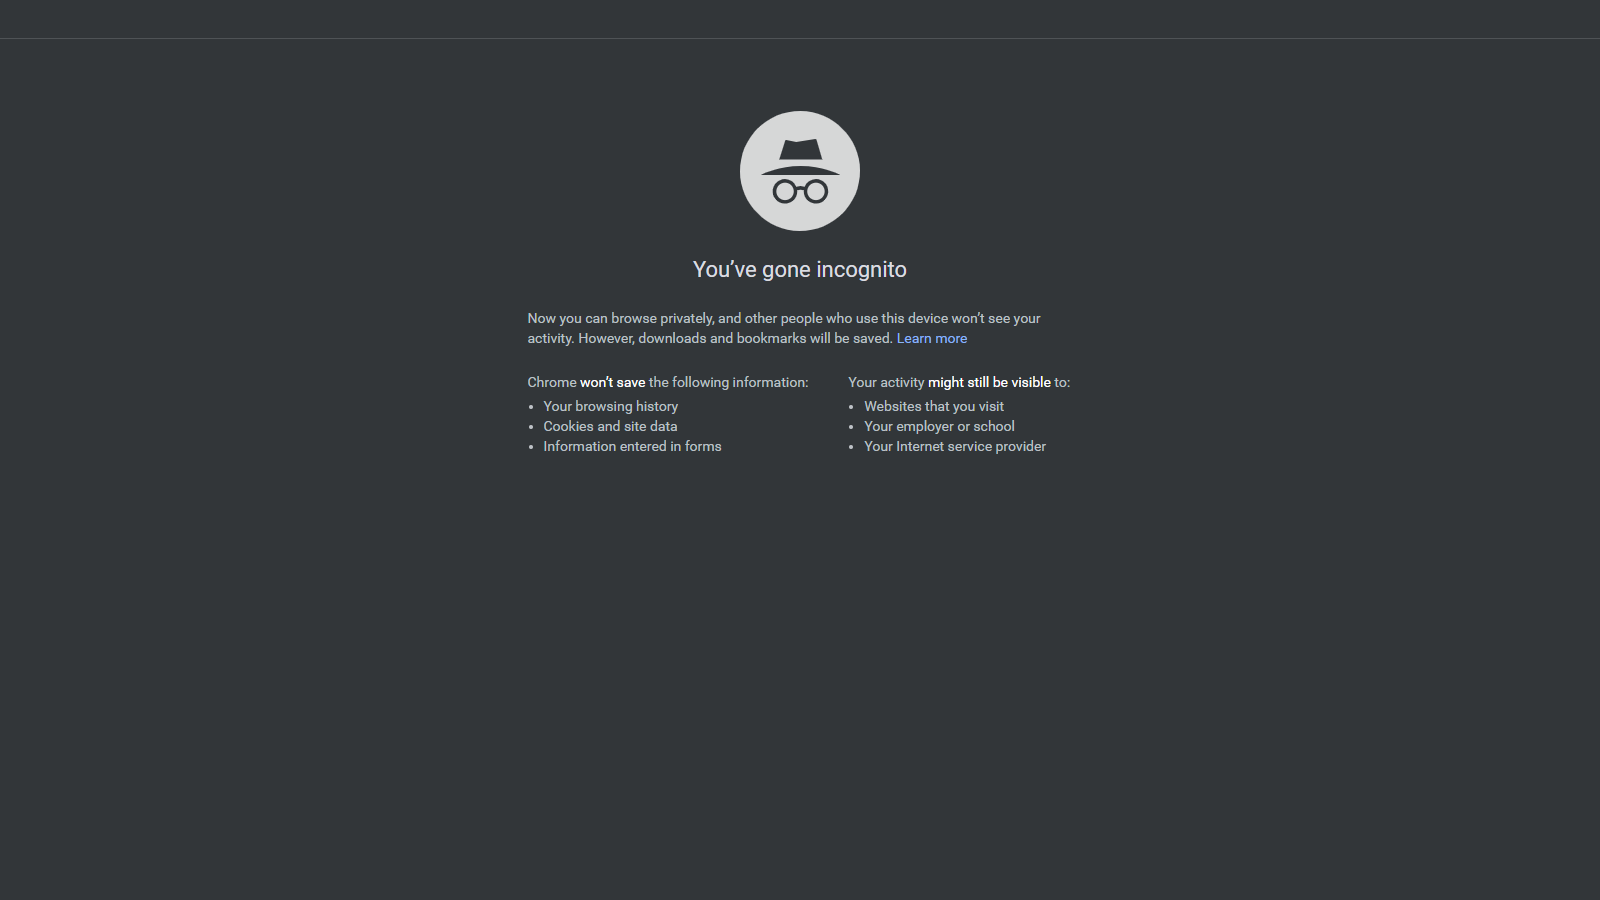 You’ve gone incognito
Now you can browse privately, and other people who use this device won’t see your
activity. However, downloads and bookmarks will be saved. Learn more
Chrome won’t save the following information:
• Your browsing history
• Cookies and site data
• Information entered in forms
Your activity might still be visible to:
• Websites that you visit
• Your employer or school
• Your Internet service provider